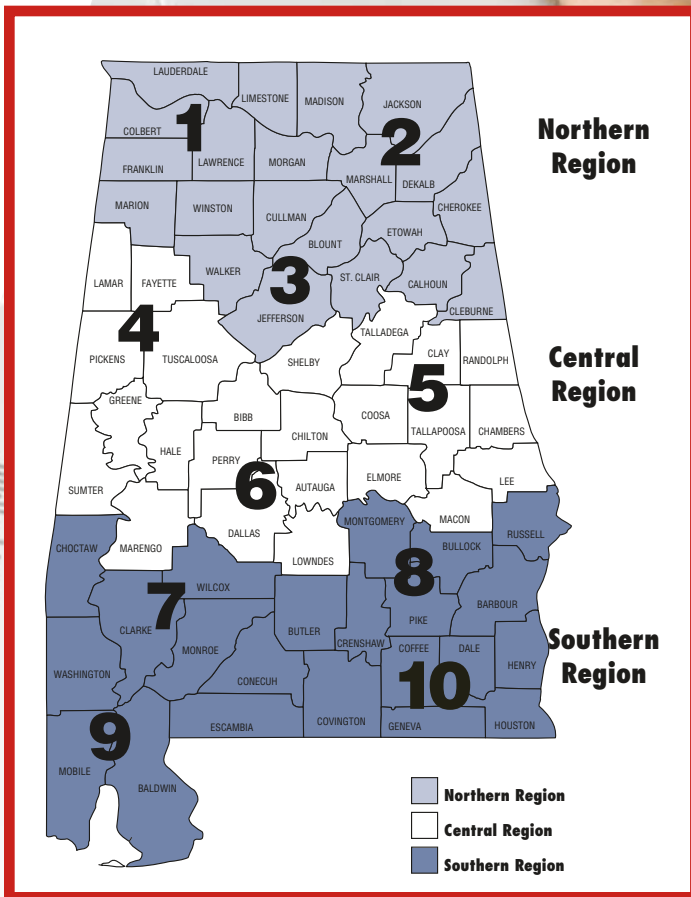 LAUDERDALE
LIMESTONE
MADISON
JACKSON
1
2
COLBERT
Northern
Region
FRANKLIN
LAWRENCE
MORGAN
MARSHALL
DEKALB
MARION
WINSTON
CULLMAN
CHEROKEE
ETOWAH
BLOUNT
WALKER
3
ST. CLAIR
CALHOUN
LAMAR
FAYETTE
JEFFERSON
CLEBURNE
4
TALLADEGA
PICKENS
TUSCALOOSA
SHELBY
CLAY
RANDOLPH
Central
Region
5
GREENE
BIBB
COOSA
TALLAPOOSA
CHAMBERS
CHILTON
HALE
PERRY
6
AUTAUGA
ELMORE
LEE
SUMTER
MONTGOMERY
MACON
RUSSELL
CHOCTAW
MARENGO
DALLAS
LOWNDES
BULLOCK
8
7
WILCOX
BARBOUR
CLARKE
PIKE
BUTLER
CRENSHAW
COFFEE
DALE
Southern
Region
MONROE
HENRY
WASHINGTON
CONECUH
10
9
ESCAMBIA
COVINGTON
GENEVA
HOUSTON
MOBILE
BALDWIN
Northern Region
Central Region
Southern Region